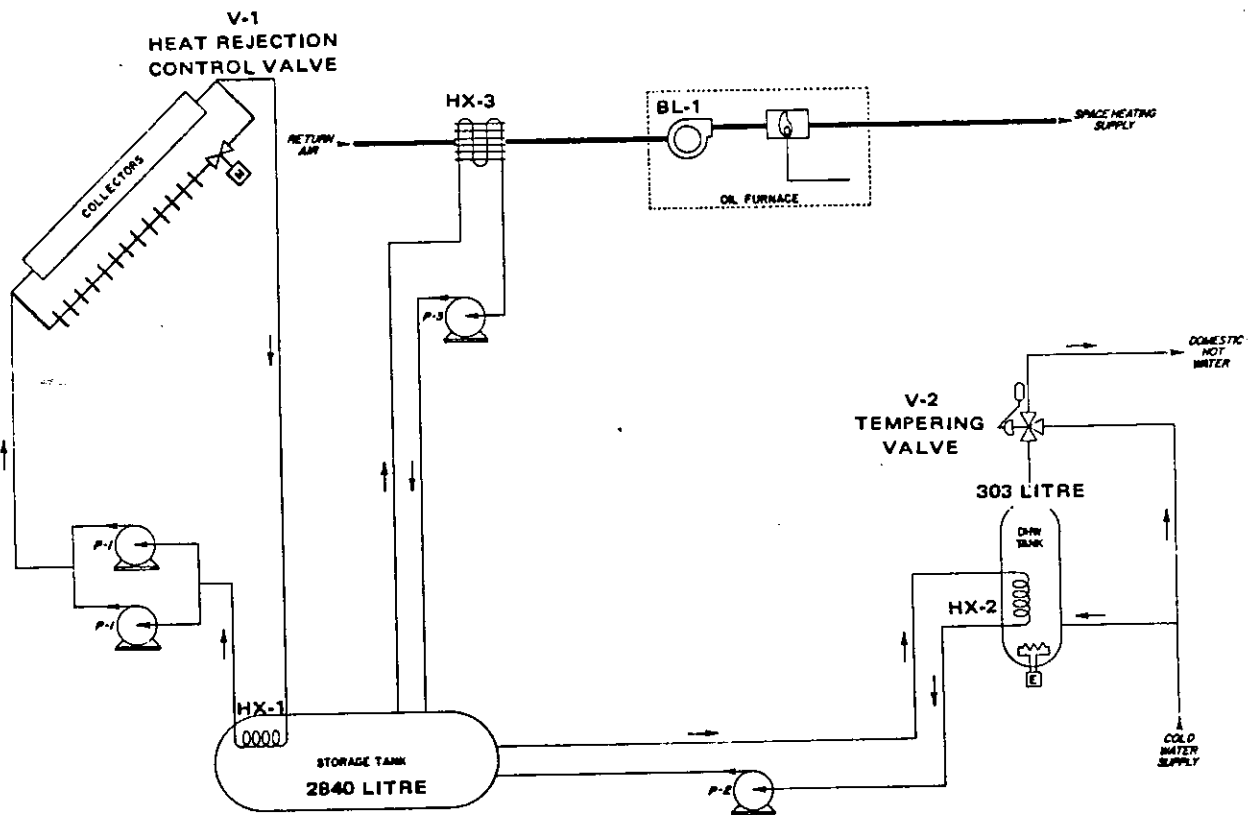 V-1
HEAT REJECTION
CONTROL VALVE
COLLECTORS
M
HX-3
RETURN
AIR
BL-1
OIL FURNACE
SPACE HEATING
SUPPLY
P-3
DOMESTIC
HOT
WATER
V-2
TEMPERING
VALVE
303 LITRE
DHW
TANK
HX-2
E
P-1
P-1
HX-1
STORAGE TANK
2840 LITRE
P-2
COLD
WATER
SUPPLY